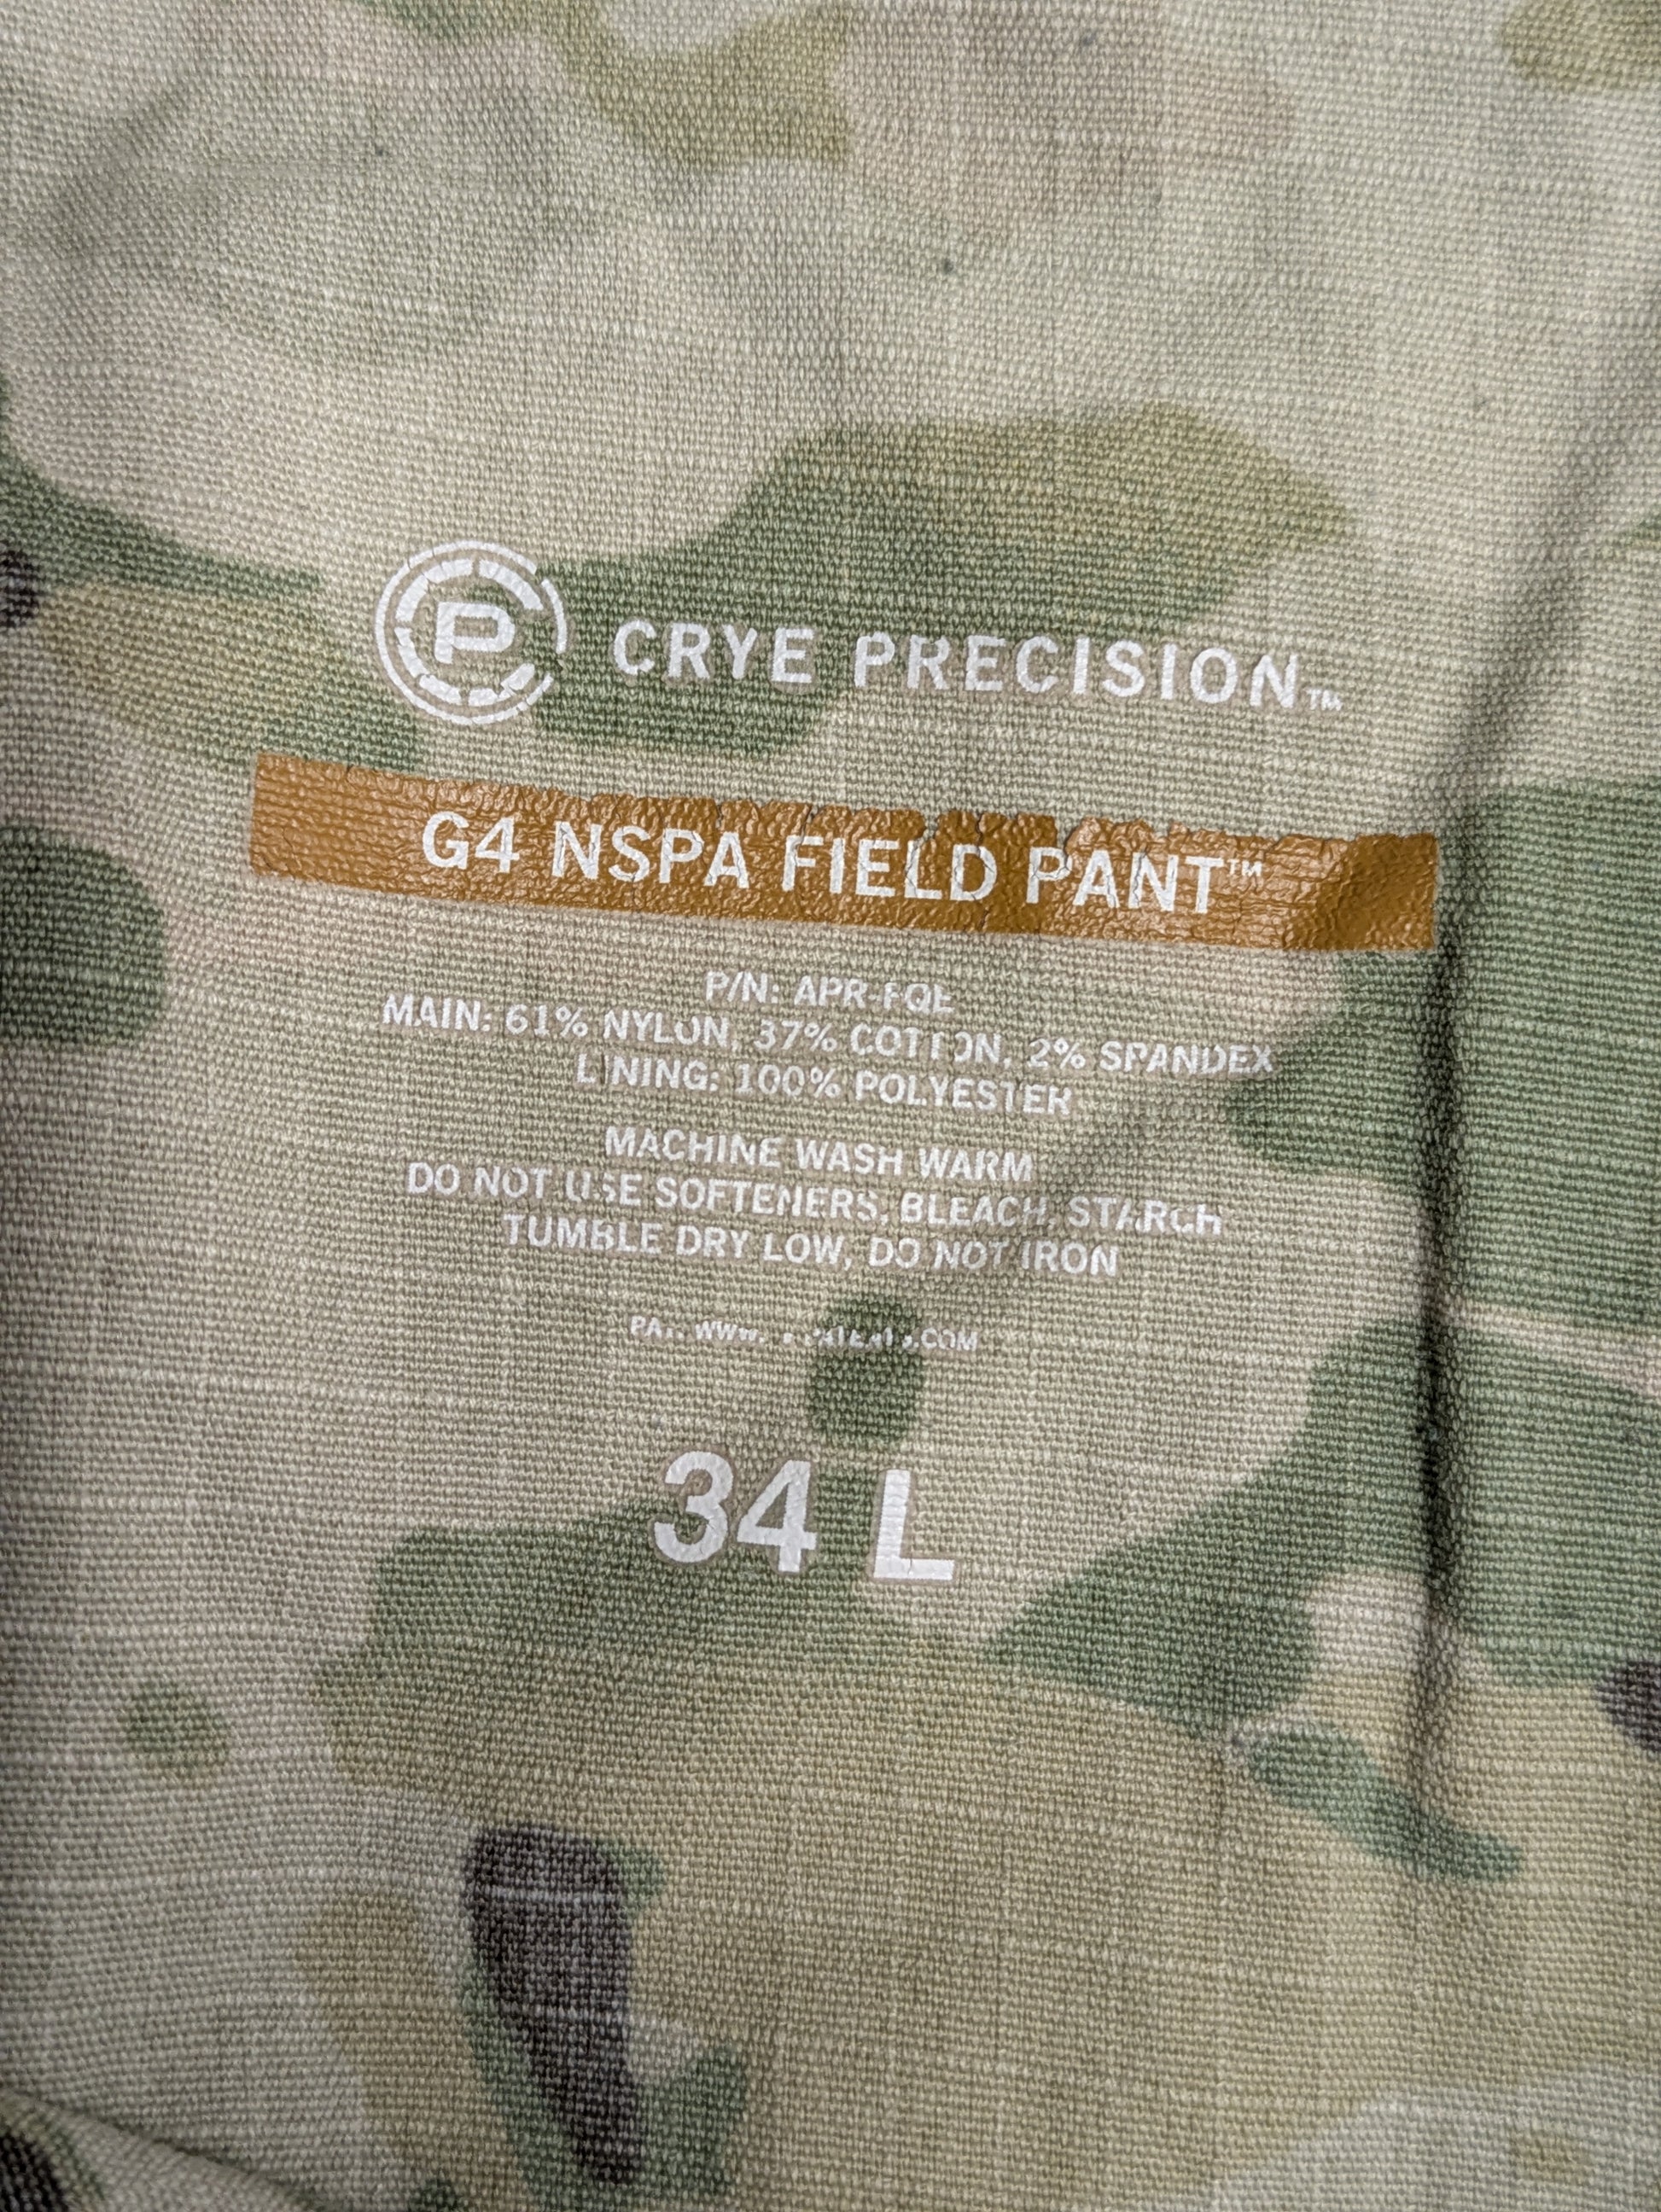 CRYE PRECISION™
G4 NSPA FIELD PANT™
P/N: APR-FQE
MAIN: 61% NYLON, 37% COTTON, 2% SPANDEX
LINING: 100% POLYESTER
MACHINE WASH WARM
DO NOT USE SOFTENERS, BLEACH, STARCH
TUMBLE DRY LOW, DO NOT IRON
PAT.
34 L